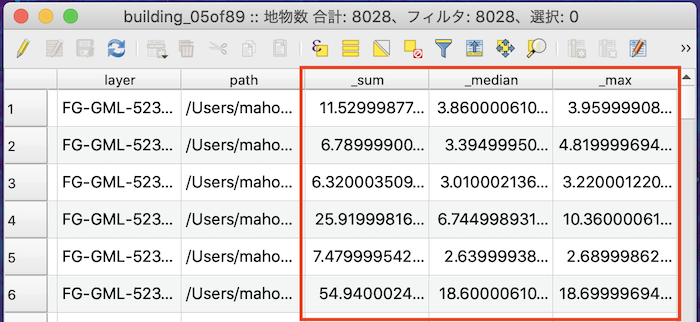 building_05of89 :: 地物数 合計: 8028、フィルタ: 8028、選択: 0
layer path _sum _median _max
1 FG-GML-523... /Users/maho... 11.52999877... 3.860000610... 3.95999908...
2 FG-GML-523... /Users/maho... 6.78999900... 3.39499950... 4.819999694...
3 FG-GML-523... /Users/maho... 6.320003509... 3.010002136... 3.220001220...
4 FG-GML-523... /Users/maho... 25.91999816... 6.744998931... 10.36000061...
5 FG-GML-523... /Users/maho... 7.479999542... 2.63999938... 2.68999862...
6 FG-GML-523... /Users/maho... 54.9400024... 18.60000610... 18.69999694...